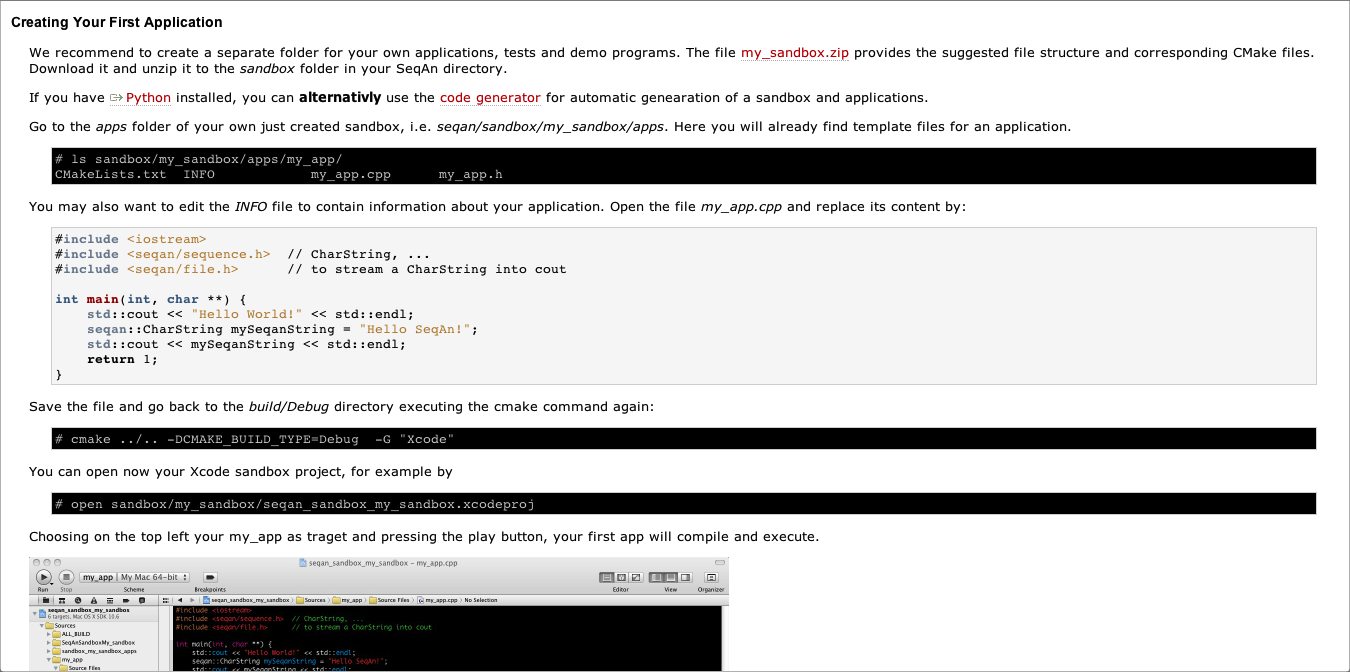 Creating Your First Application
We recommend to create a separate folder for your own applications, tests and demo programs. The file my_sandbox.zip provides the suggested file structure and corresponding CMake files.
Download it and unzip it to the sandbox folder in your SeqAn directory.
If you have Python installed, you can alternativly use the code generator for automatic genearation of a sandbox and applications.
Go to the apps folder of your own just created sandbox, i.e. seqan/sandbox/my_sandbox/apps. Here you will already find template files for an application.
# ls sandbox/my_sandbox/apps/my_app/
CMakeLists.txt  INFO            my_app.cpp      my_app.h
You may also want to edit the INFO file to contain information about your application. Open the file my_app.cpp and replace its content by:
#include <iostream>
#include <seqan/sequence.h>  // CharString, ...
#include <seqan/file.h>      // to stream a CharString into cout
int main(int, char **) {
    std::cout << "Hello World!" << std::endl;
    seqan::CharString mySeqanString = "Hello SeqAn!";
    std::cout << mySeqanString << std::endl;
    return 1;
}
Save the file and go back to the build/Debug directory executing the cmake command again:
# cmake ../.. -DCMAKE_BUILD_TYPE=Debug  -G "Xcode"
You can open now your Xcode sandbox project, for example by
# open sandbox/my_sandbox/seqan_sandbox_my_sandbox.xcodeproj
Choosing on the top left your my_app as traget and pressing the play button, your first app will compile and execute.
seqan_sandbox_my_sandbox - my_app.cpp
my_app | My Mac 64-bit
Run Stop Scheme Breakpoints Editor View Organizer
seqan_sandbox_my_sandbox Sources my_app Source Files my_app.cpp No Selection
seqan_sandbox_my_sandbox
6 targets, Mac OS X SDK 10.6
Sources
ALL_BUILD
SeqAnSandboxMy_sandbox
sandbox_my_sandbox_apps
my_app
Source Files
#include <iostream>
#include <seqan/sequence.h>  // CharString, ...
#include <seqan/file.h>      // to stream a CharString into cout
int main(int, char **) {
    std::cout << "Hello World!" << std::endl;
    seqan::CharString mySeqanString = "Hello SeqAn!";
    std::cout << mySeqanString << std::endl;